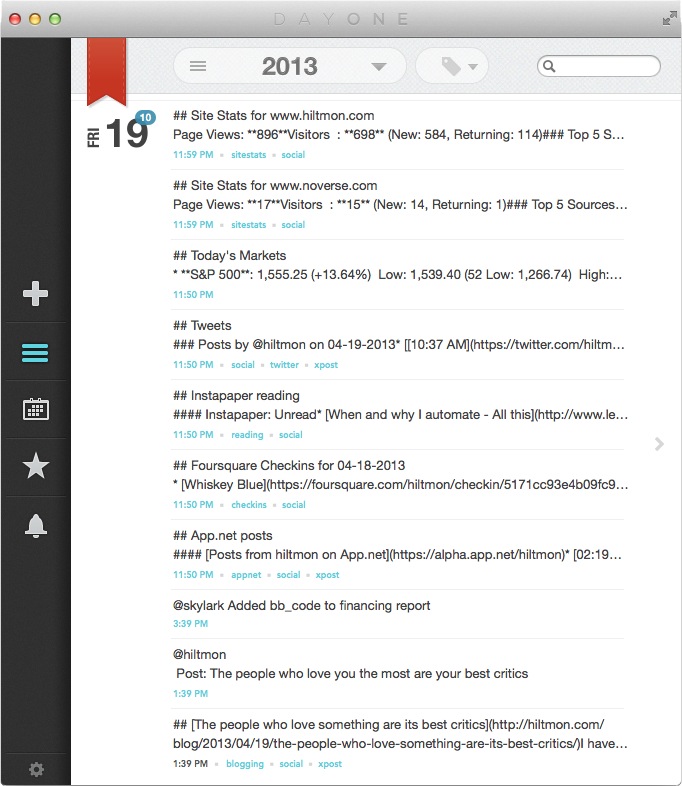 DAY ONE
2013
FRI
19
10
## Site Stats for www.hiltmon.com
Page Views: **896**Visitors : **698** (New: 584, Returning: 114)### Top 5 S…
11:59 PM • sitestats • social
## Site Stats for www.noverse.com
Page Views: **17**Visitors : **15** (New: 14, Returning: 1)### Top 5 Sources…
11:59 PM • sitestats • social
## Today's Markets
* **S&P 500**: 1,555.25 (+13.64%) Low: 1,539.40 (52 Low: 1,266.74) High:…
11:50 PM
## Tweets
### Posts by @hiltmon on 04-19-2013* [[10:37 AM](https://twitter.com/hiltm…
11:50 PM • social • twitter • xpost
## Instapaper reading
#### Instapaper: Unread* [When and why I automate - All this](http://www.le…
11:50 PM • reading • social
## Foursquare Checkins for 04-18-2013
* [Whiskey Blue](https://foursquare.com/hiltmon/checkin/5171cc93e4b09fc9…
11:50 PM • checkins • social
## App.net posts
#### [Posts from hiltmon on App.net](https://alpha.app.net/hiltmon)* [02:19…
11:50 PM • appnet • social • xpost
@skylark Added bb_code to financing report
3:39 PM
@hiltmon
Post: The people who love you the most are your best critics
1:39 PM
## [The people who love something are its best critics](http://hiltmon.com/
blog/2013/04/19/the-people-who-love-something-are-its-best-critics/)I have…
1:39 PM • blogging • social • xpost